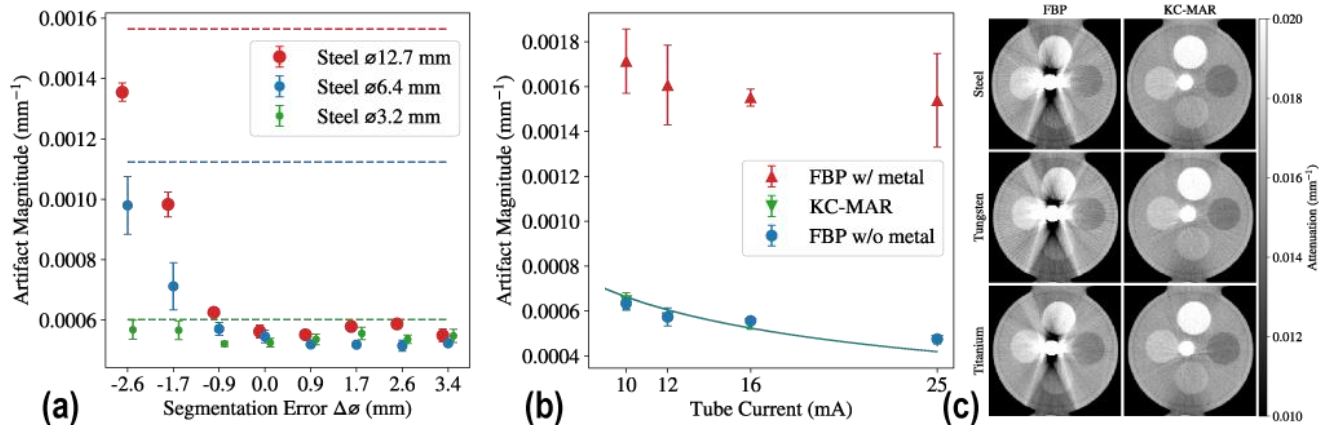 0.0016
0.0014
0.0012
0.0010
0.0008
0.0006
Artifact Magnitude (mm⁻¹)
Steel ø12.7 mm
Steel ø6.4 mm
Steel ø3.2 mm
-2.6 -1.7 -0.9 0.0 0.9 1.7 2.6 3.4
(a) Segmentation Error Δø (mm)
0.0018
0.0016
0.0014
0.0012
0.0010
0.0008
0.0006
0.0004
Artifact Magnitude (mm⁻¹)
FBP w/ metal
KC-MAR
FBP w/o metal
10 12 16 25
(b) Tube Current (mA)
FBP KC-MAR
Steel
Tungsten
Titanium
(c)
0.020
0.018
0.016
0.014
0.012
0.010
Attenuation (mm⁻¹)